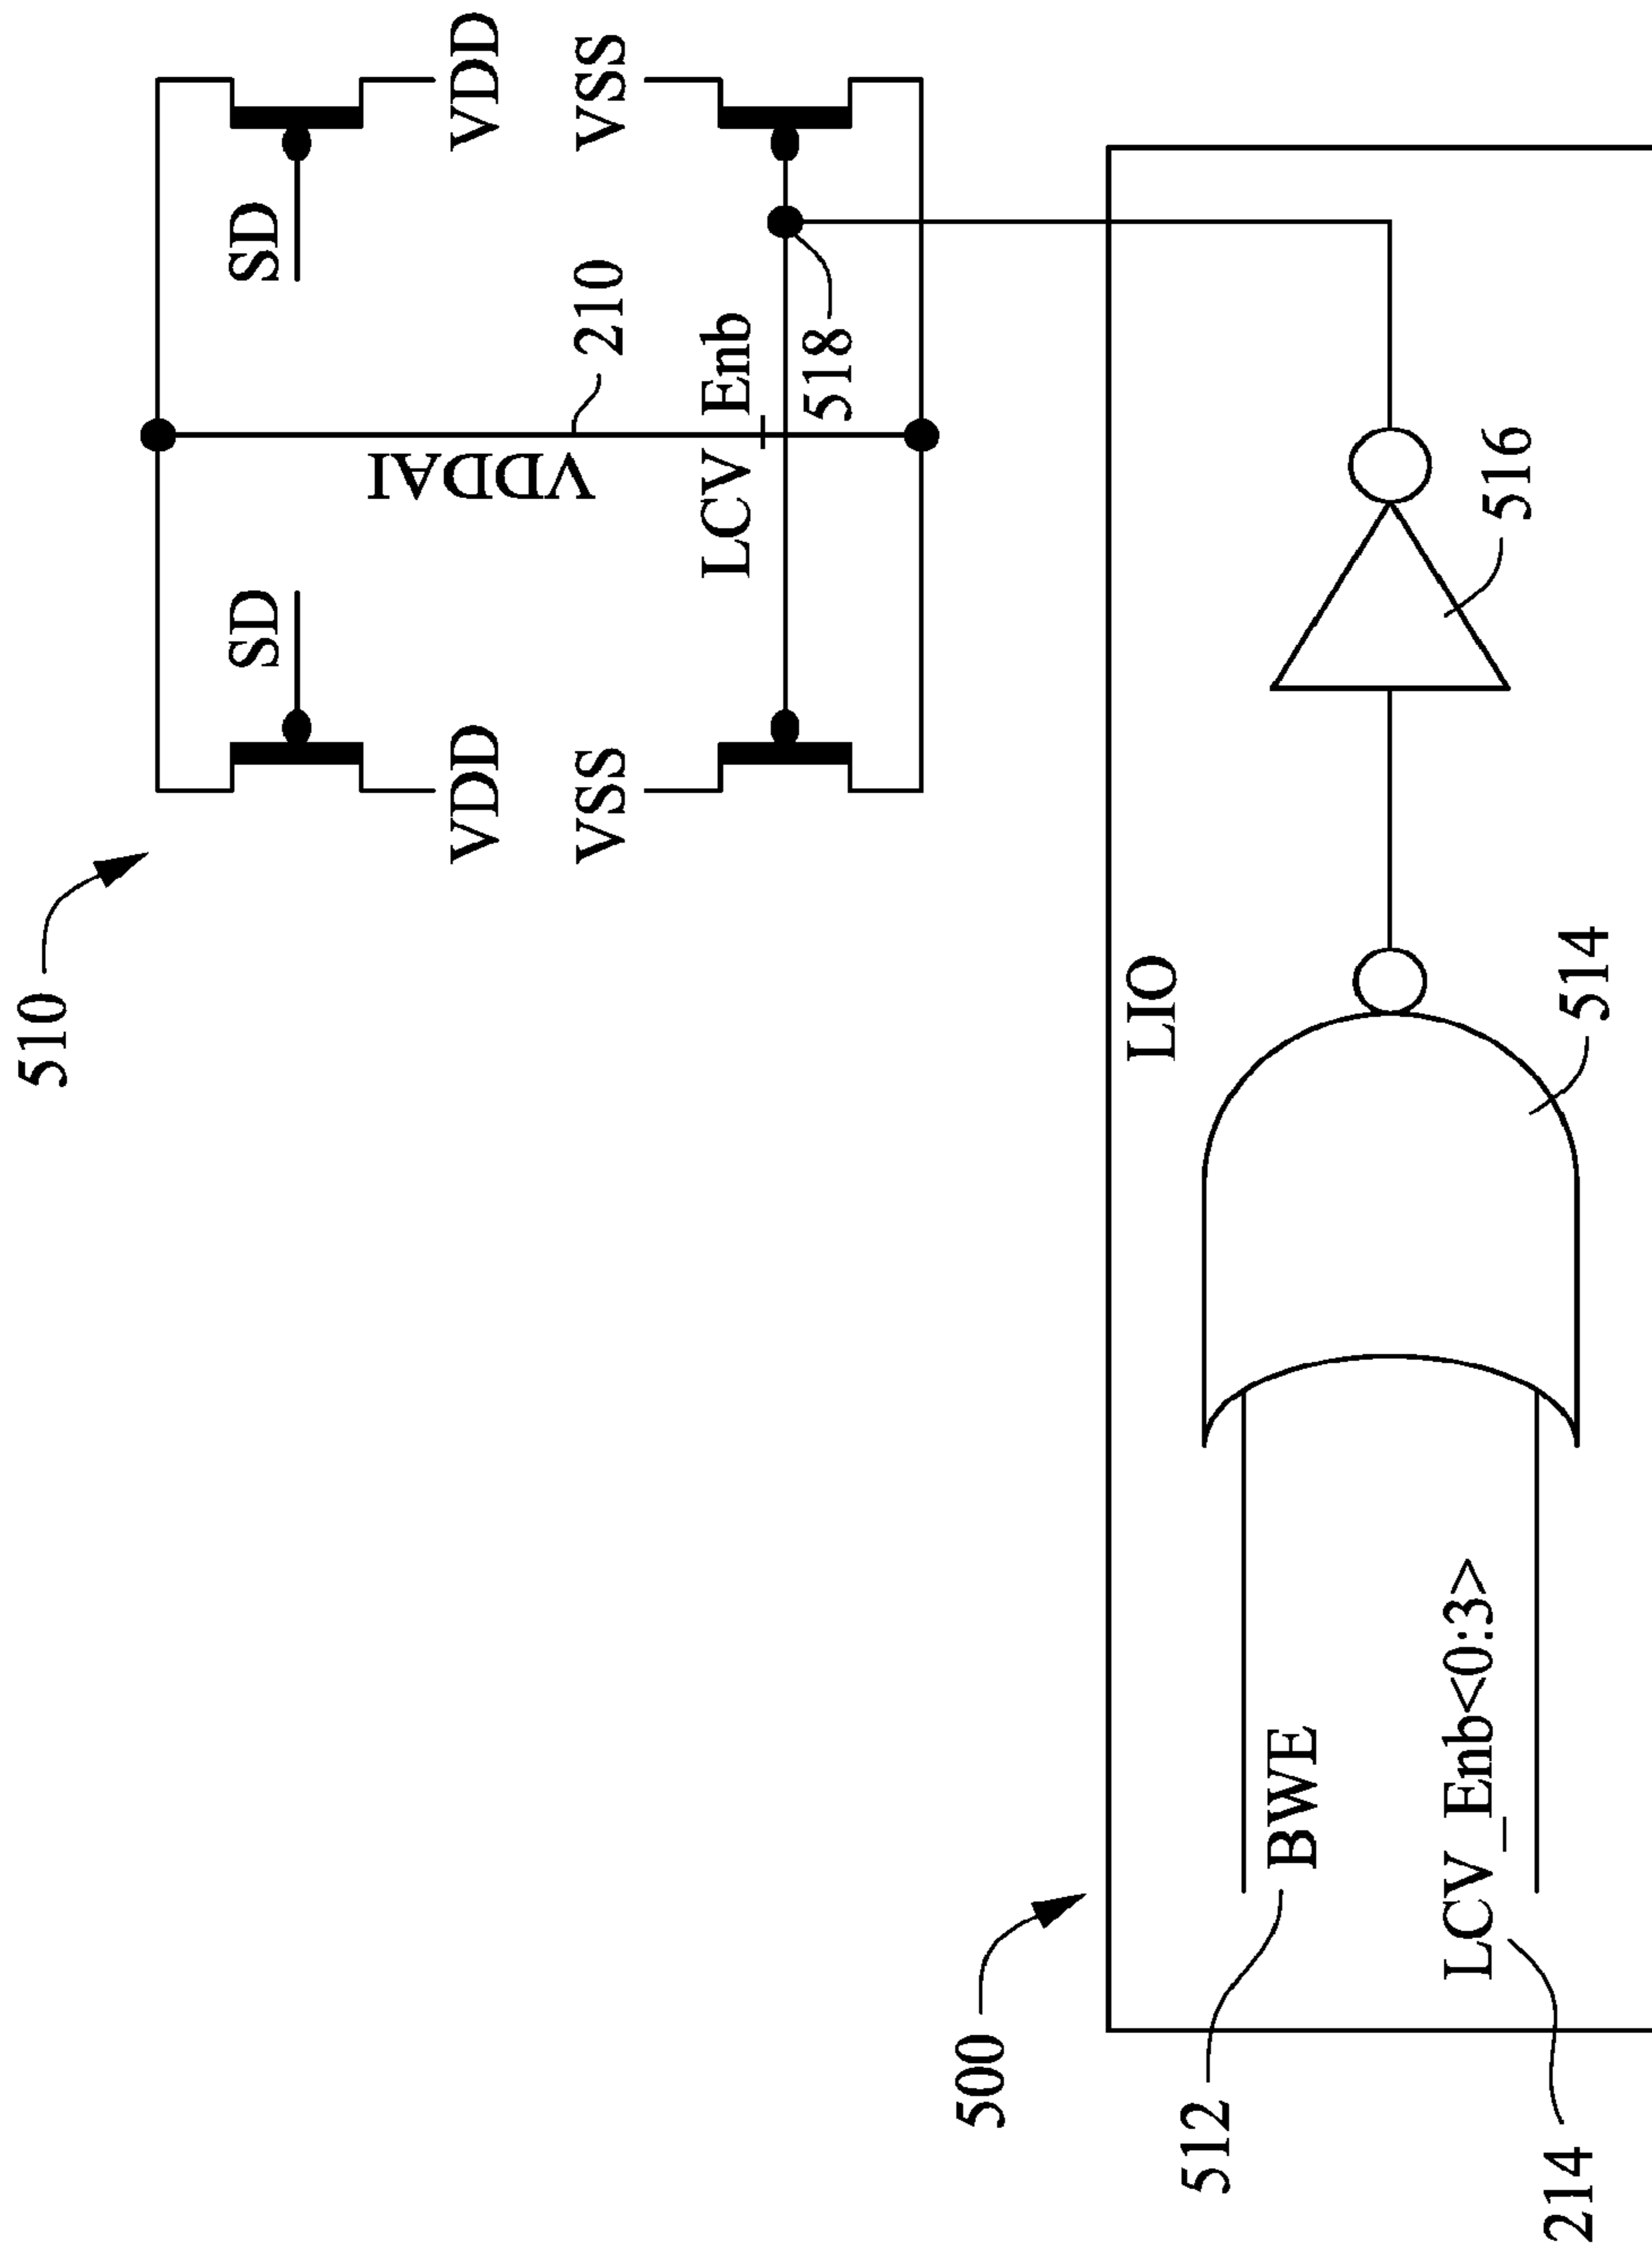 510
SD
SD
VDD
VDD
VDDAI
210
VSS
VSS
LCV_Enb
518
500
LIO
512
BWE
516
214
LCV_Enb<0:3>
514